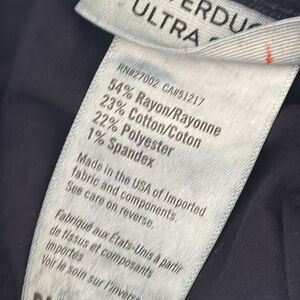 ERDU
ULTRA
RN#27002 CA#51217
54% Rayon/Rayonne
23% Cotton/Coton
22% Polyester
1% Spandex
Made in the USA of Imported
fabric and components.
See care on reverse.
Fabriqué aux États-Unis à partir
de tissus et composants
importés
Voir le soin sur l'invers